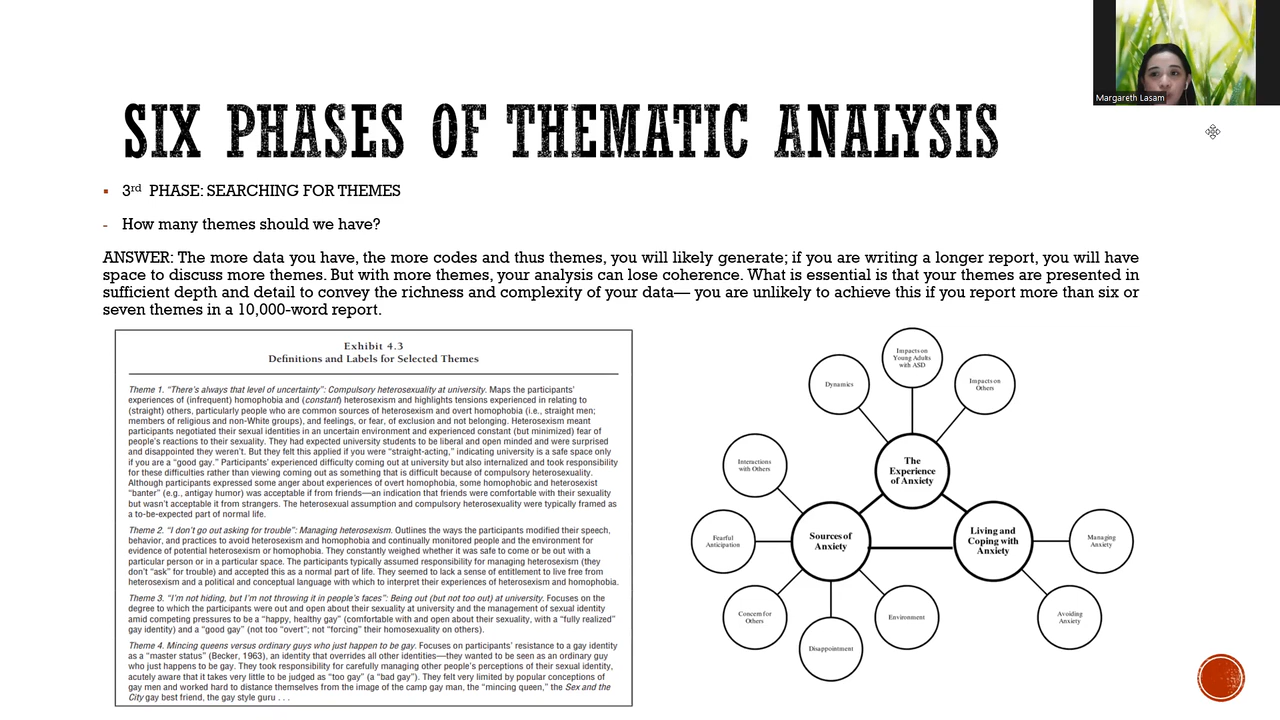 Margareth Lasam
SIX PHASES OF THEMATIC ANALYSIS
▪ 3rd PHASE: SEARCHING FOR THEMES
- How many themes should we have?
ANSWER: The more data you have, the more codes and thus themes, you will likely generate; if you are writing a longer report, you will have
space to discuss more themes. But with more themes, your analysis can lose coherence. What is essential is that your themes are presented in
sufficient depth and detail to convey the richness and complexity of your data— you are unlikely to achieve this if you report more than six or
seven themes in a 10,000-word report.
Exhibit 4.3
Definitions and Labels for Selected Themes
Theme 1. “There’s always that level of uncertainty”: Compulsory heterosexuality at university. Maps the participants’
experiences of (infrequent) homophobia and (constant) heterosexism and highlights tensions experienced in relating to
(straight) others, particularly people who are common sources of heterosexism and overt homophobia (i.e., straight men;
members of religious and non-White groups), and feelings, or fear, of exclusion and not belonging. Heterosexism meant
participants negotiated their sexual identities in an uncertain environment and experienced constant (but minimized) fear of
people’s reactions to their sexuality. They had expected university students to be liberal and open minded and were surprised
and disappointed they weren’t. But they felt this applied if you were “straight-acting,” indicating university is a safe space only
if you are a “good gay.” Participants’ experienced difficulty coming out at university but also internalized and took responsibility
for these difficulties rather than viewing coming out as something that is difficult because of compulsory heterosexuality.
Although participants expressed some anger about experiences of overt homophobia, some homophobic and heterosexist
“banter” (e.g., antigay humor) was acceptable if from friends—an indication that friends were comfortable with their sexuality
but wasn’t acceptable it from strangers. The heterosexual assumption and compulsory heterosexuality were typically framed as
a to-be-expected part of normal life.
Theme 2. “I don’t go out asking for trouble”: Managing heterosexism. Outlines the ways the participants modified their speech,
behavior, and practices to avoid heterosexism and homophobia and continually monitored people and the environment for
evidence of potential heterosexism or homophobia. They constantly weighed whether it was safe to come or be out with a
particular person or in a particular space. The participants typically assumed responsibility for managing heterosexism (they
don’t “ask” for trouble) and accepted this as a normal part of life. They seemed to lack a sense of entitlement to live free from
heterosexism and a political and conceptual language with which to interpret their experiences of heterosexism and homophobia.
Theme 3. “I’m not hiding, but I’m not throwing it in people’s faces”: Being out (but not too out) at university. Focuses on the
degree to which the participants were out and open about their sexuality at university and the management of sexual identity
amid competing pressures to be a “happy, healthy gay” (comfortable with and open about their sexuality, with a “fully realized”
gay identity) and a “good gay” (not too “overt”; not “forcing” their homosexuality on others).
Theme 4. Mincing queens versus ordinary guys who just happen to be gay. Focuses on participants’ resistance to a gay identity
as a “master status” (Becker, 1963), an identity that overrides all other identities—they wanted to be seen as an ordinary guy
who just happens to be gay. They took responsibility for carefully managing other people’s perceptions of their sexual identity,
acutely aware that it takes very little to be judged as “too gay” (a “bad gay”). They felt very limited by popular conceptions of
gay men and worked hard to distance themselves from the image of the camp gay man, the “mincing queen,” the Sex and the
City gay best friend, the gay style guru . . .
Impacts on
Young Adults
with ASD
Dynamics
Impacts on
Others
The
Experience
of Anxiety
Interactions
with Others
Fearful
Anticipation
Sources of
Anxiety
Living and
Coping with
Anxiety
Managing
Anxiety
Concern for
Others
Environment
Avoiding
Anxiety
Disappointment